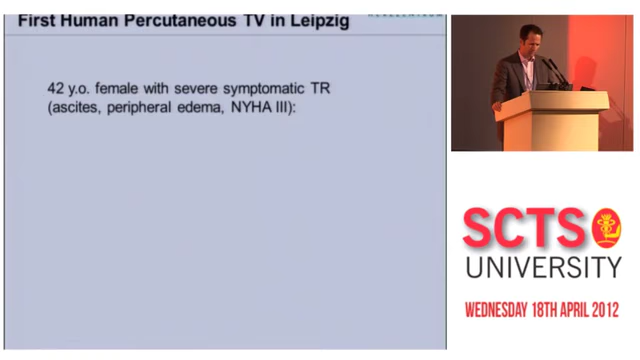 First Human Percutaneous TV in Leipzig
42 y.o. female with severe symptomatic TR
(ascites, peripheral edema, NYHA III):
SCTS
UNIVERSITY
WEDNESDAY 18TH APRIL 2012